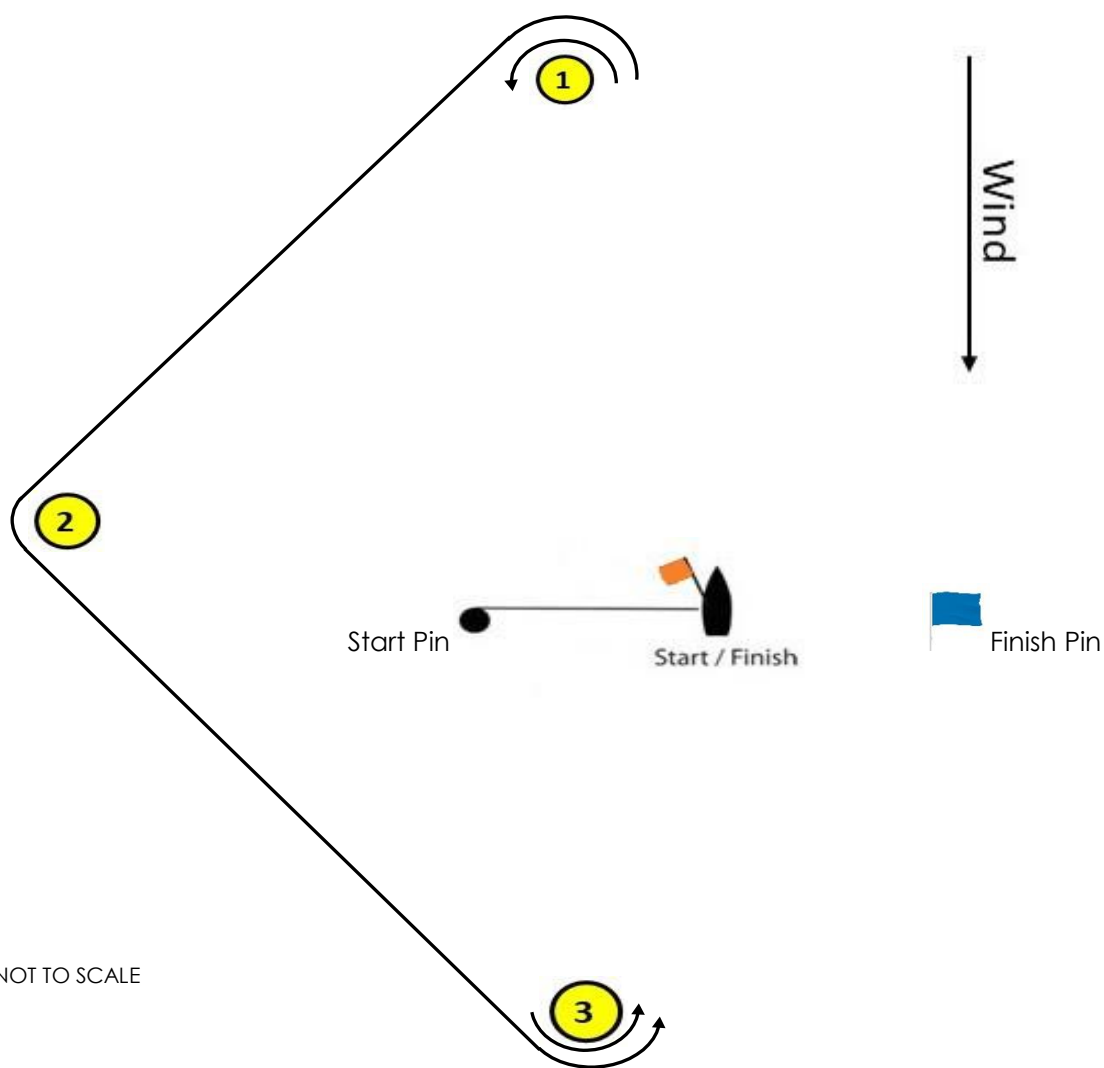 1
Wind
2
Start Pin
Start / Finish
Finish Pin
NOT TO SCALE
3